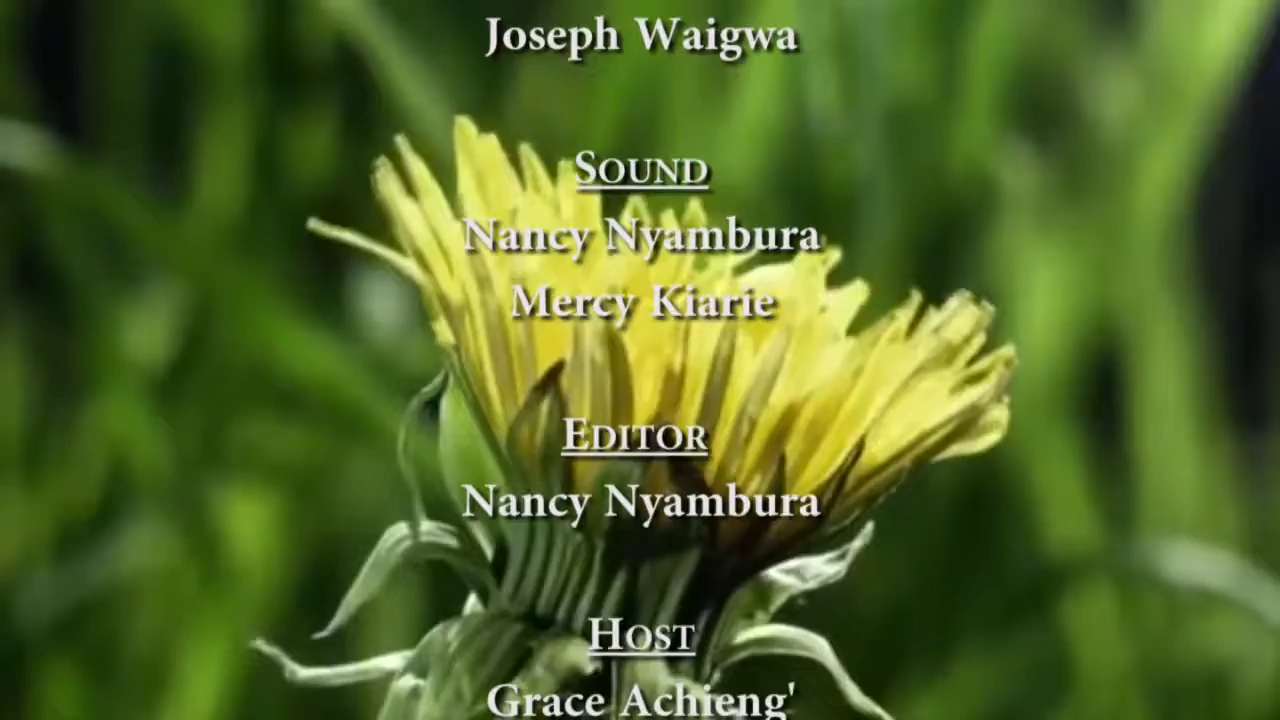 Joseph Waigwa
SOUND
Nancy Nyambura
Mercy Kiarie
EDITOR
Nancy Nyambura
HOST
Grace Achieng'